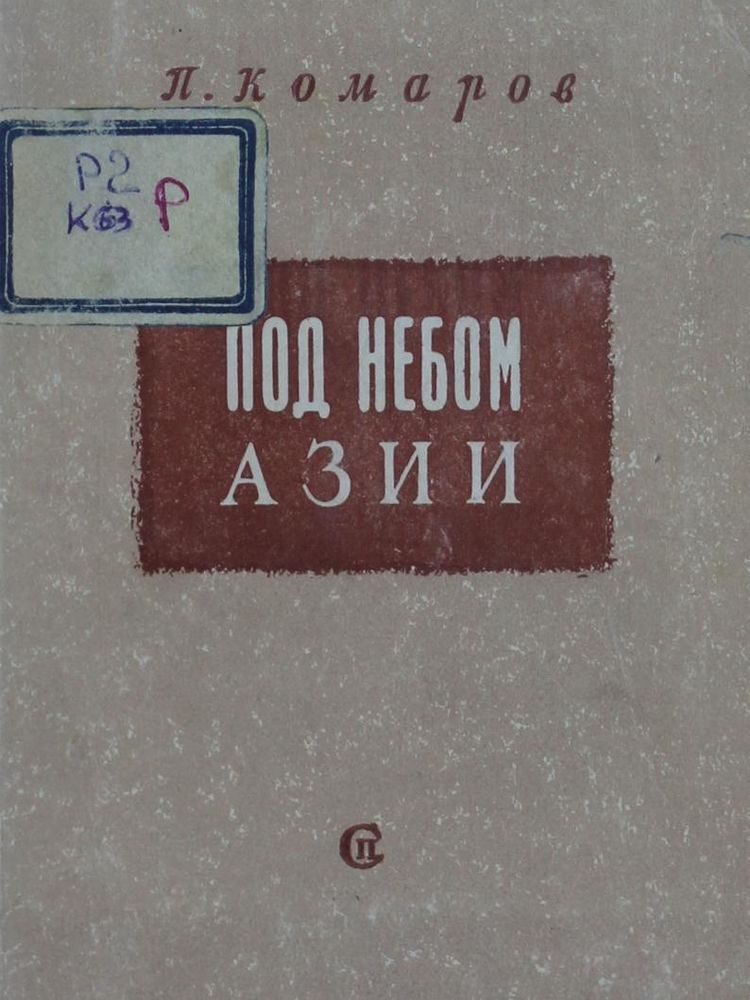 П. Комаров
Р2
К63 Р
ПОД НЕБОМ
АЗИИ
СП